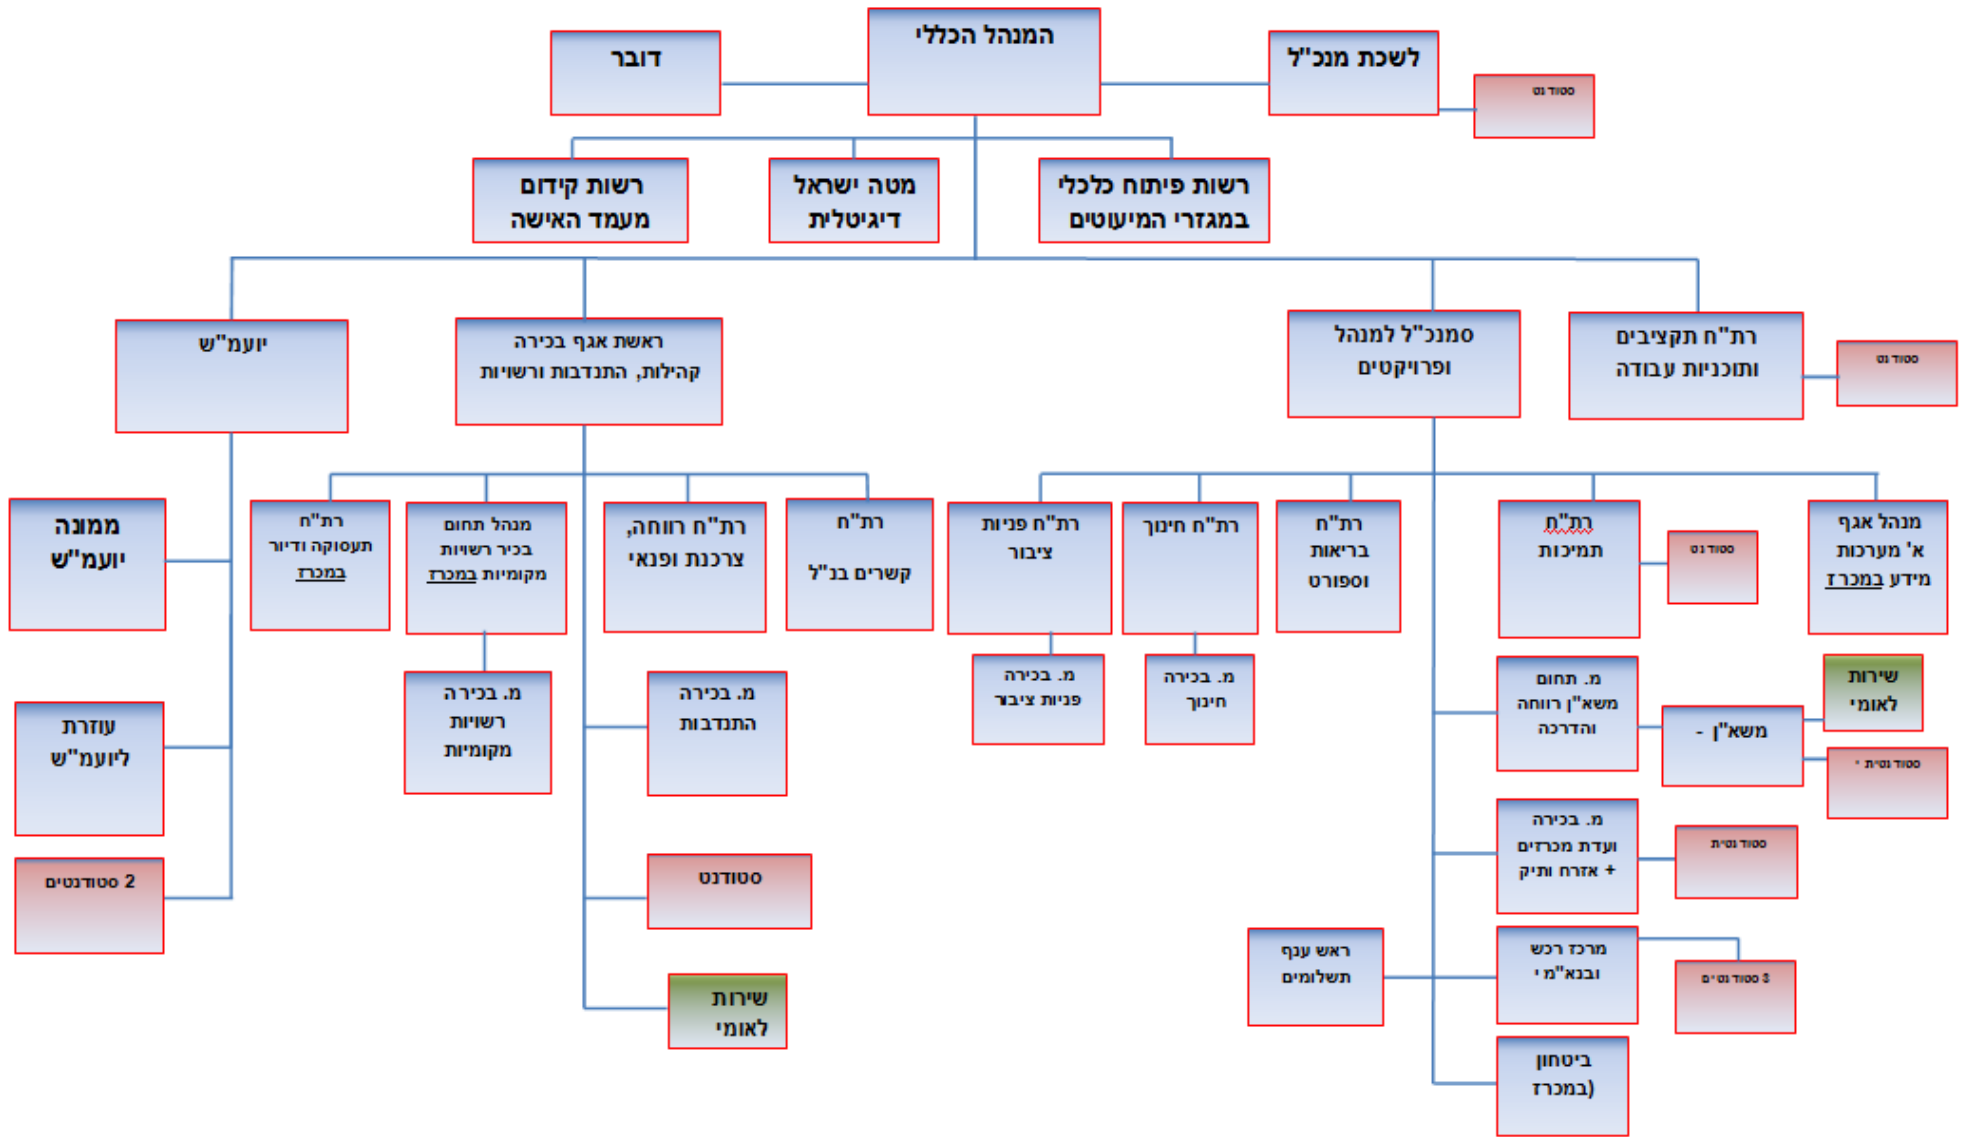 המנהל הכללי
לשכת מנכ"ל
דובר
סטודנט
רשות פיתוח כלכלי
במגזרי המיעוטים
מטה ישראל
דיגיטלית
רשות קידום
מעמד האישה
רת"ח תקציבים
ותוכניות עבודה
סטודנט
סמנכ"ל למנהל
ופרויקטים
ראשת אגף בכירה
קהילות, התנדבות ורשויות
יועמ"ש
מנהל אגף
א' מערכות
מידע במכרז
רת"ח
תמיכות
סטודנט
רת"ח
בריאות
וספורט
רת"ח חינוך
רת"ח פניות
ציבור
רת"ח
קשרים בנ"ל
רת"ח רווחה,
צרכנת ופנאי
מנהל תחום
בכיר רשויות
מקומיות במכרז
רת"ח
תעסוקה ודיור
במכרז
ממונה
יועמ"ש
מ. בכירה
חינוך
מ. בכירה
פניות ציבור
מ. בכירה
התנדבות
מ. בכירה
רשויות
מקומיות
עוזרת
ליועמ"ש
מ. תחום
משא"ן רווחה
והדרכה
משא"ן -
שירות
לאומי
סטודנטית י
מ. בכירה
ועדת מכרזים
+ אזרח ותיק
סטודנטית
סטודנט
2 סטודנטים
מרכז רכש
ובנא"מ י
3 סטודנטים
ראש ענף
תשלומים
שירות
לאומי
ביטחון
(במכרז